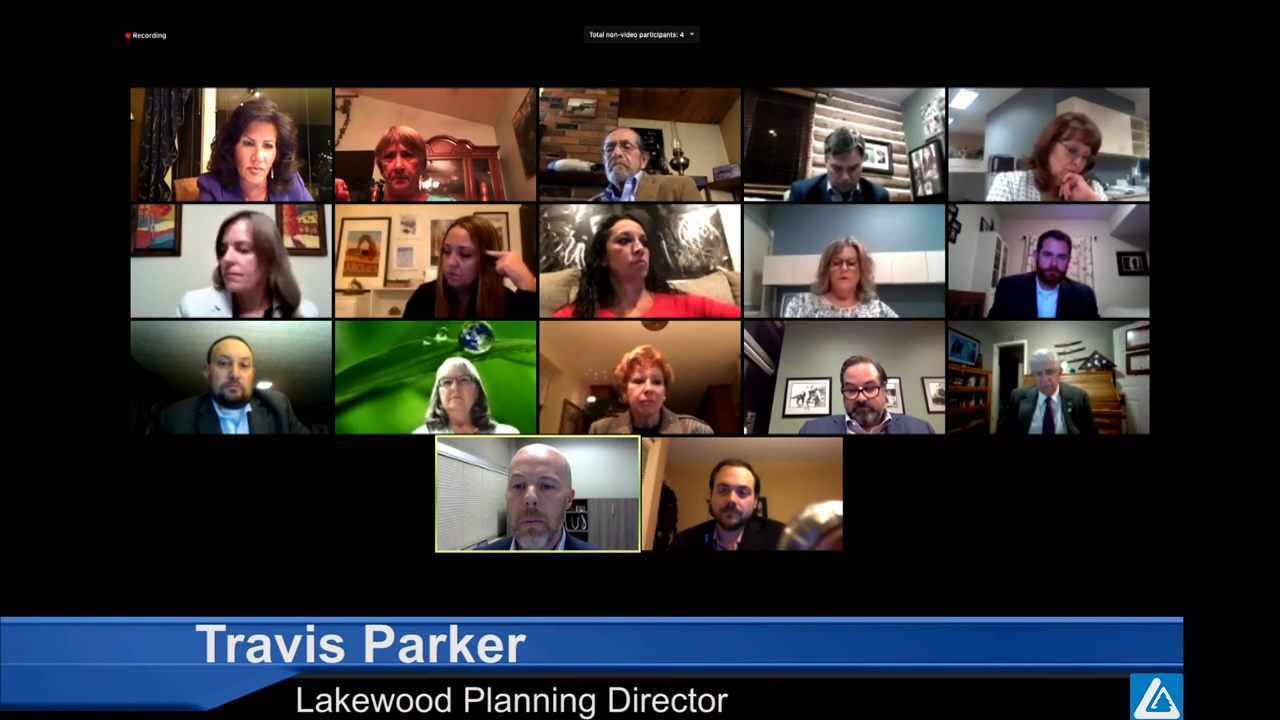 Recording
Total non-video participants: 4
Travis Parker
Lakewood Planning Director